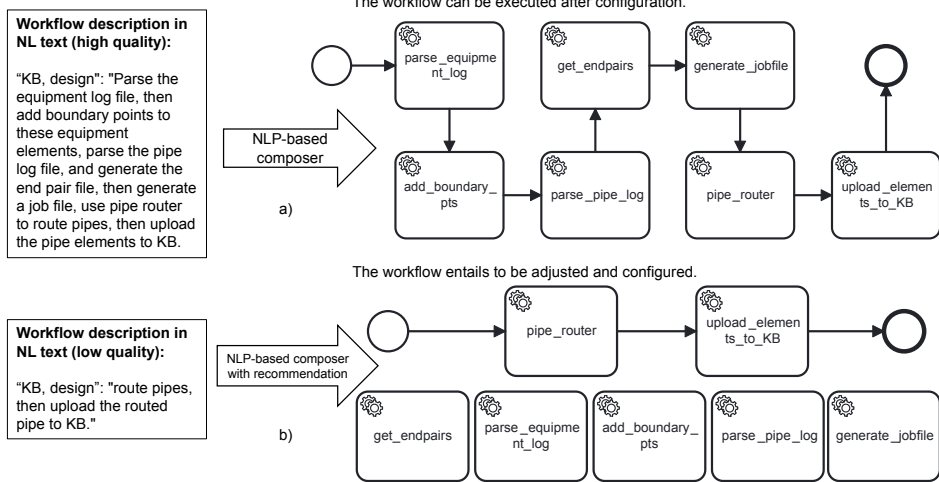 The workflow can be executed after configuration.
Workflow description in
NL text (high quality):
“KB, design": "Parse the
equipment log file, then
add boundary points to
these equipment
elements, parse the pipe
log file, and generate the
end pair file, then generate
a job file, use pipe router
to route pipes, then upload
the pipe elements to KB.
NLP-based
composer
a)
parse_equipme
nt_log
get_endpairs
generate_jobfile
add_boundary_
pts
parse_pipe_log
pipe_router
upload_elemen
ts_to_KB
The workflow entails to be adjusted and configured.
Workflow description in
NL text (low quality):
“KB, design”: "route pipes,
then upload the routed
pipe to KB."
NLP-based composer
with recommendation
b)
pipe_router
upload_elemen
ts_to_KB
get_endpairs
parse_equipme
nt_log
add_boundary_
pts
parse_pipe_log
generate_jobfile